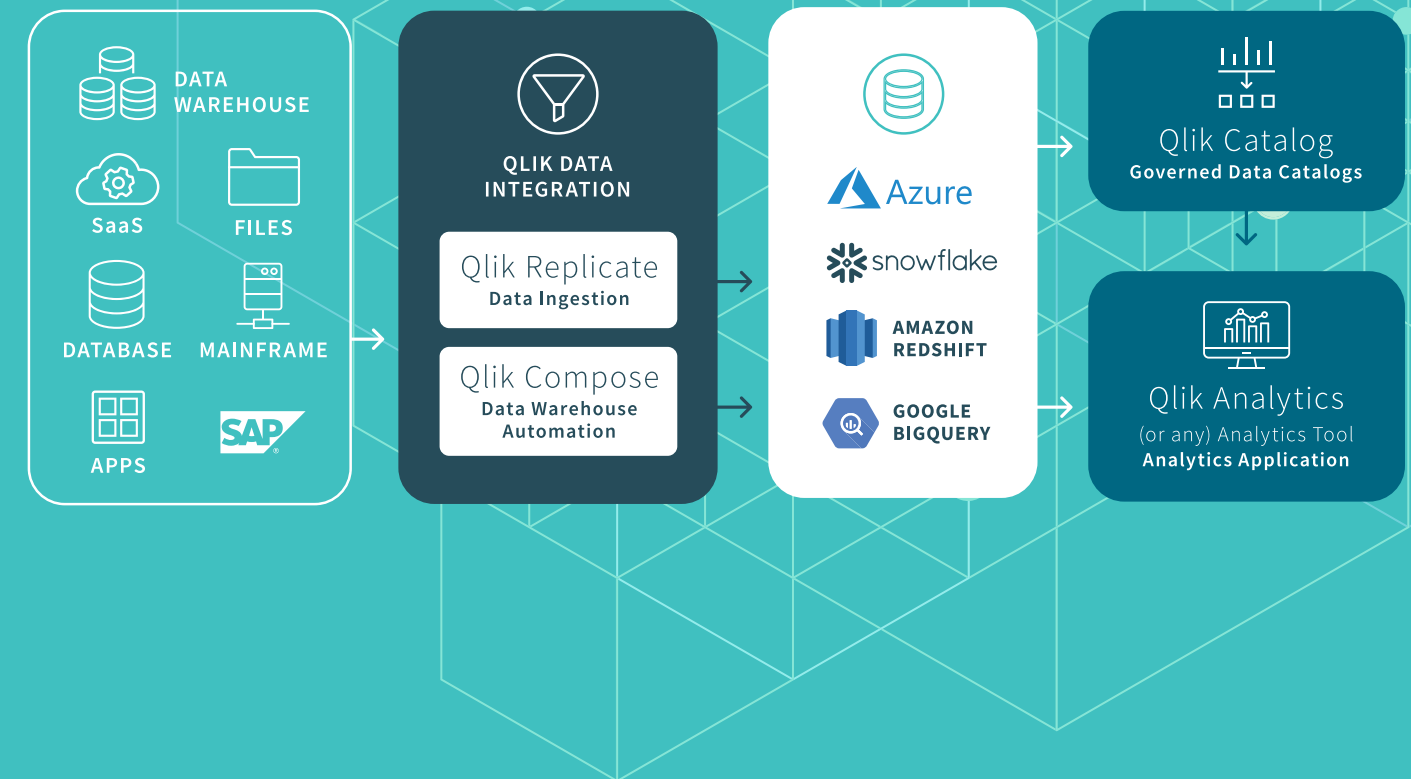 DATA
WAREHOUSE
SaaS
FILES
DATABASE
MAINFRAME
APPS
SAP
®
QLIK DATA
INTEGRATION
Qlik Replicate
Data Ingestion
Qlik Compose
Data Warehouse
Automation
Azure
snowflake
AMAZON
REDSHIFT
GOOGLE
BIGQUERY
Qlik Catalog
Governed Data Catalogs
Qlik Analytics
(or any) Analytics Tool
Analytics Application